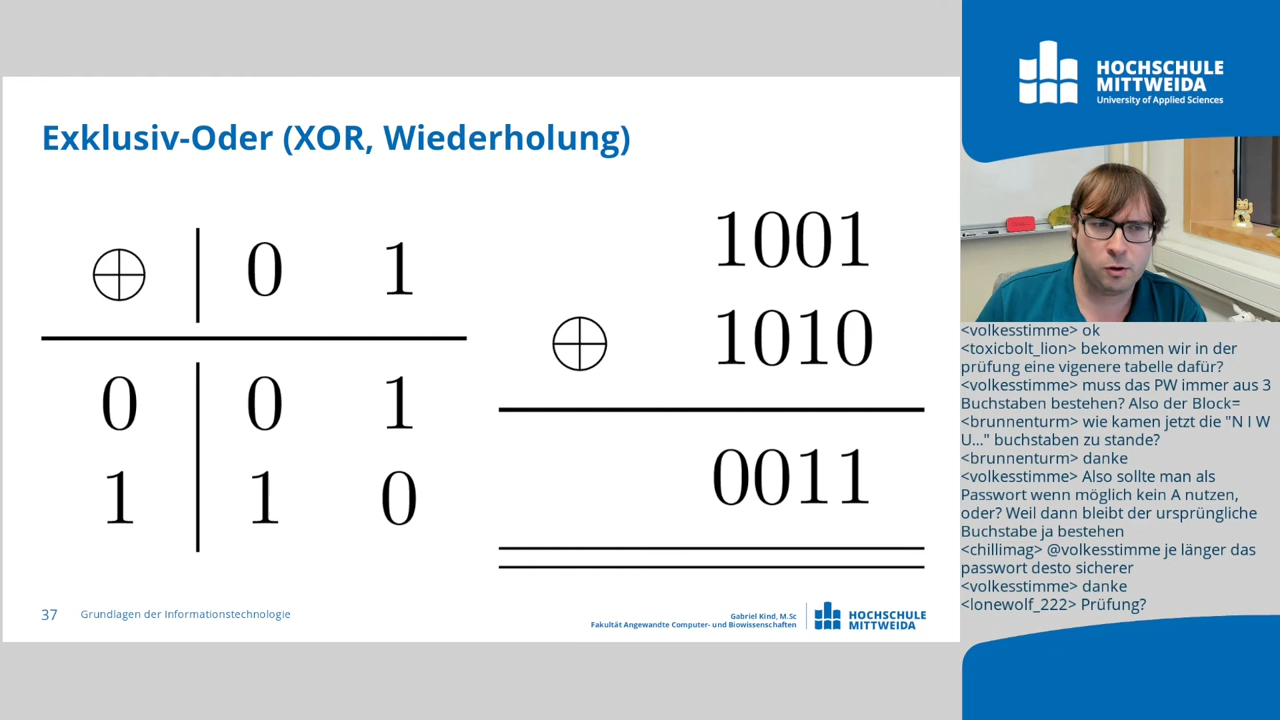 Exklusiv-Oder (XOR, Wiederholung)
⊕ | 0 1
0 | 0 1
1 | 1 0
1001
⊕ 1010
0011
37 Grundlagen der Informationstechnologie
Gabriel Kind, M.Sc
Fakultät Angewandte Computer- und Biowissenschaften
HOCHSCHULE
MITTWEIDA
HOCHSCHULE
MITTWEIDA
University of Applied Sciences
<volkesstimme> ok
<toxicbolt_lion> bekommen wir in der
prüfung eine vigenere tabelle dafür?
<volkesstimme> muss das PW immer aus 3
Buchstaben bestehen? Also der Block=
<brunnenturm> wie kamen jetzt die "N I W
U..." buchstaben zu stande?
<brunnenturm> danke
<volkesstimme> Also sollte man als
Passwort wenn möglich kein A nutzen,
oder? Weil dann bleibt der ursprüngliche
Buchstabe ja bestehen
<chillimag> @volkesstimme je länger das
passwort desto sicherer
<volkesstimme> danke
<lonewolf_222> Prüfung?